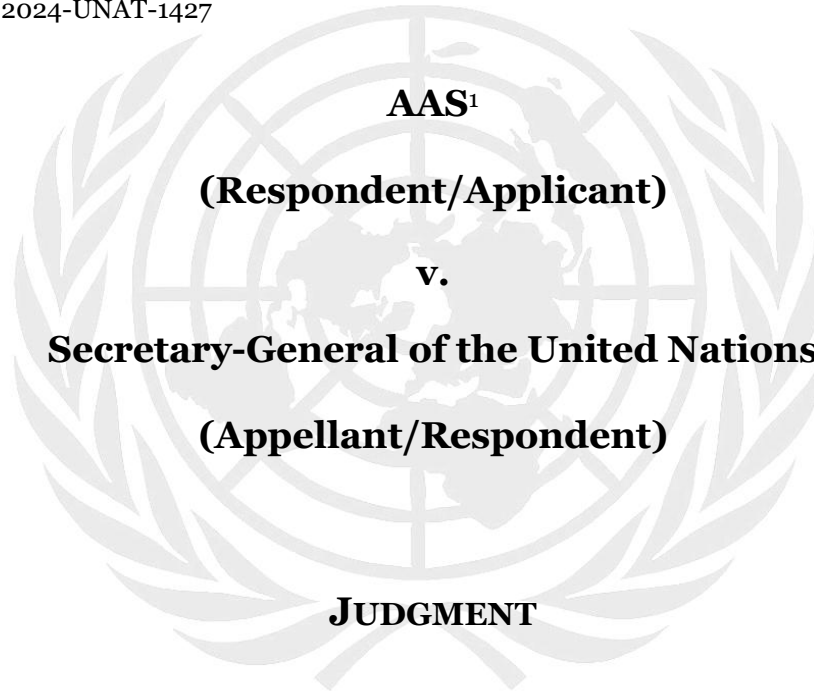 2024-UNAT-1427
AAS¹
(Respondent/Applicant)
v.
Secretary-General of the United Nations
(Appellant/Respondent)
JUDGMENT